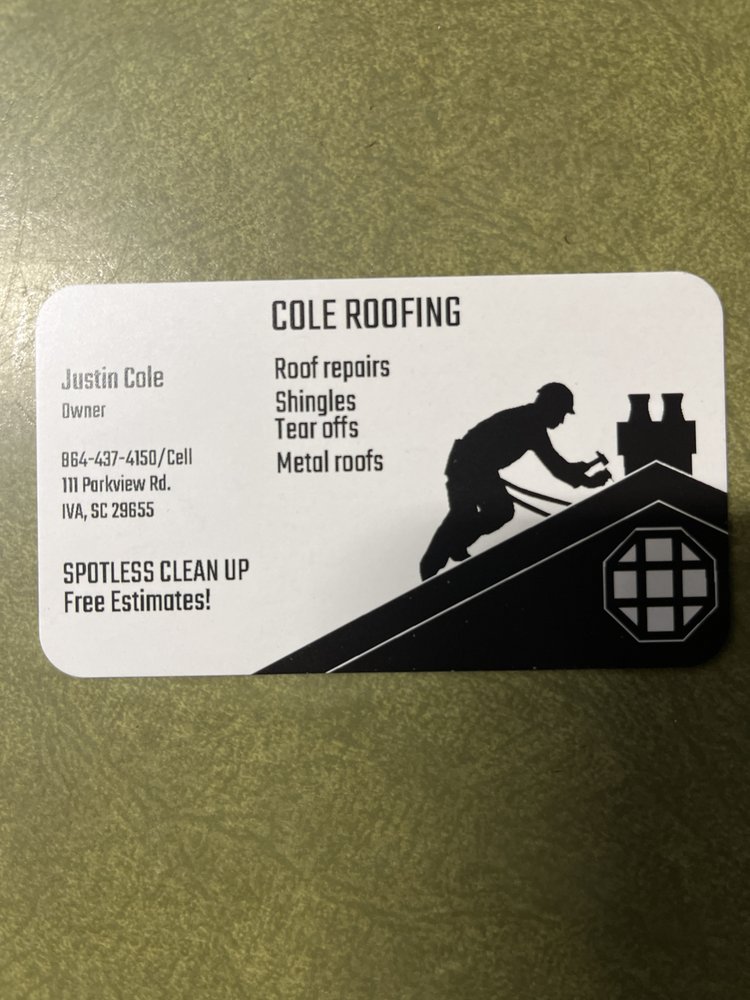 COLE ROOFING
Justin Cole
Owner
864-437-4150/Cell
111 Parkview Rd.
IVA, SC 29655
SPOTLESS CLEAN UP
Free Estimates!
Roof repairs
Shingles
Tear offs
Metal roofs